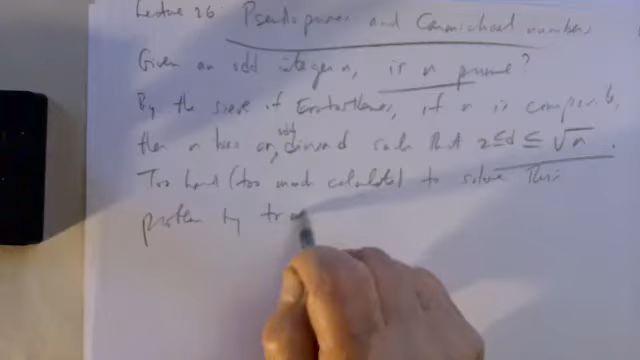 Lecture 26 Pseudoprimes and Carmichael numbers
Given an odd integer n, is n prime?
By the sieve of Eratosthenes, if n is composite,
then n has an odd divisor d such that 2 ≤ d ≤ √n.
Too hard (too much calculation) to solve this
problem by tr